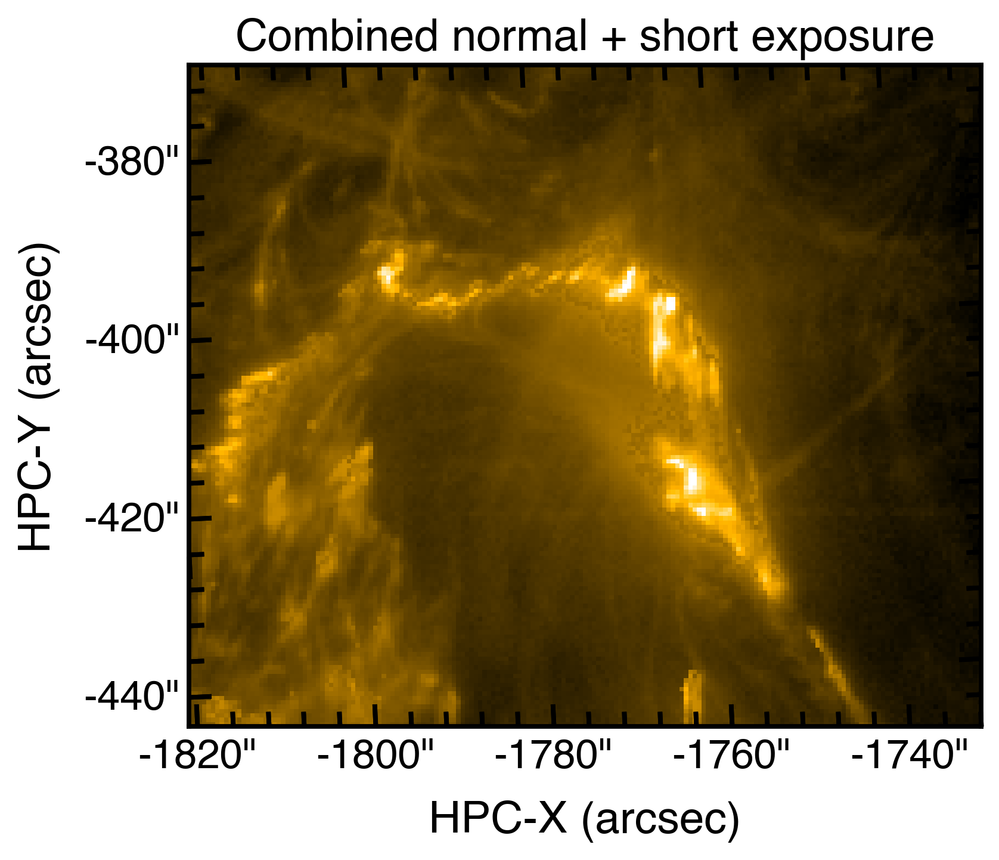 Combined normal + short exposure
-380"
-400"
-420"
-440"
HPC-Y (arcsec)
-1820" -1800" -1780" -1760" -1740"
HPC-X (arcsec)